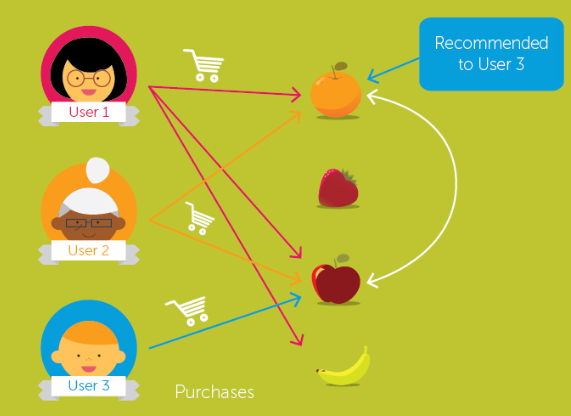 Recommended
to User 3
User 1
User 2
User 3
Purchases